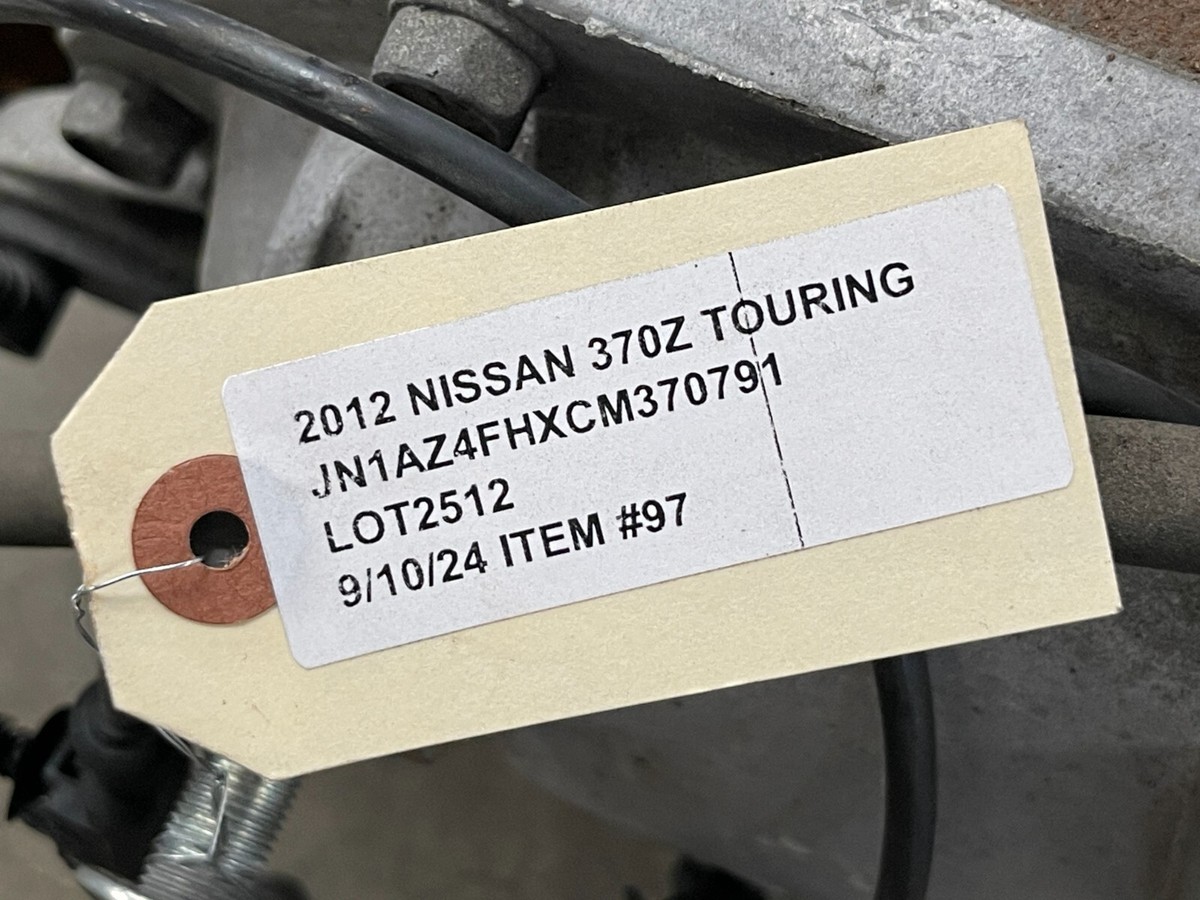 2012 NISSAN 370Z TOURING
JN1AZ4FHXCM370791
LOT2512
9/10/24 ITEM #97